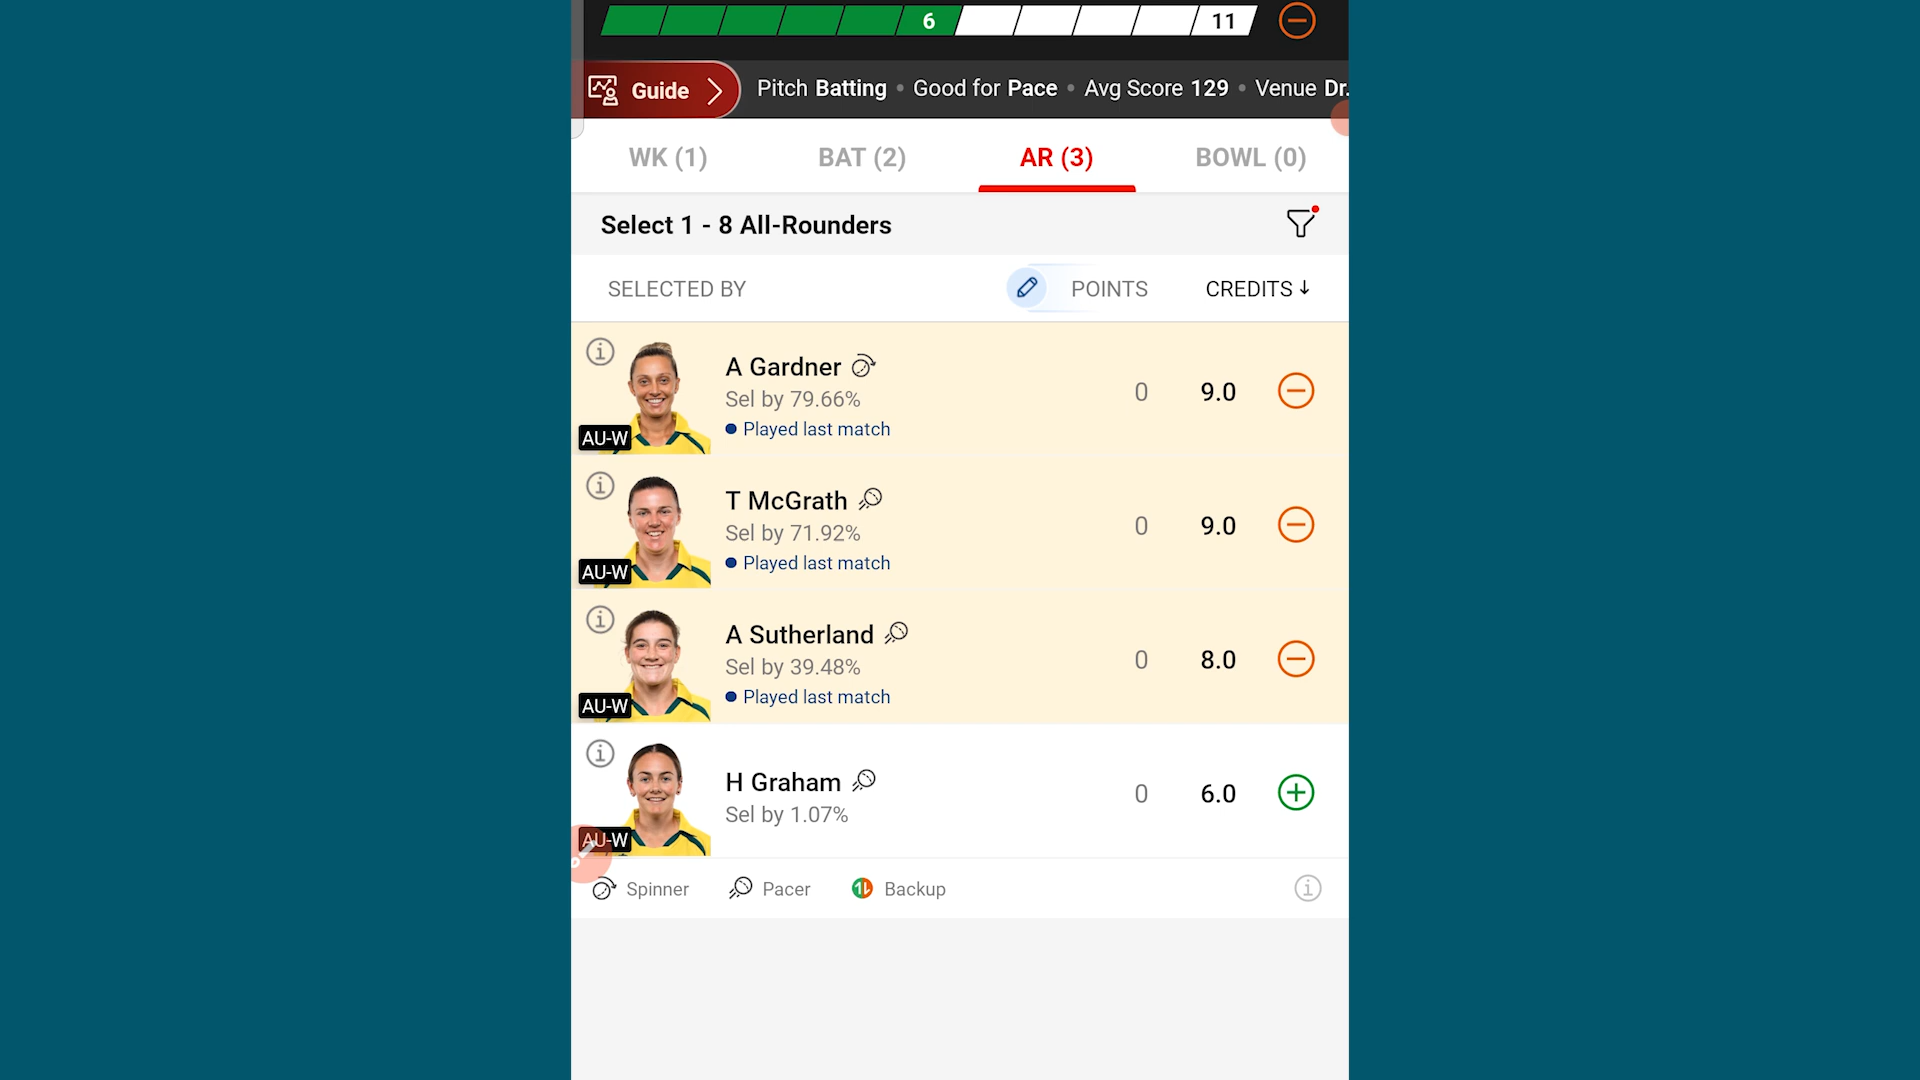 6 11
Guide Pitch Batting • Good for Pace • Avg Score 129 • Venue Dr.
WK (1) BAT (2) AR (3) BOWL (0)
Select 1 - 8 All-Rounders
SELECTED BY POINTS CREDITS ↓
A Gardner
Sel by 79.66% 0 9.0
Played last match
AU-W
T McGrath
Sel by 71.92% 0 9.0
Played last match
AU-W
A Sutherland
Sel by 39.48% 0 8.0
Played last match
AU-W
H Graham 0 6.0
Sel by 1.07%
AU-W
Spinner Pacer Backup